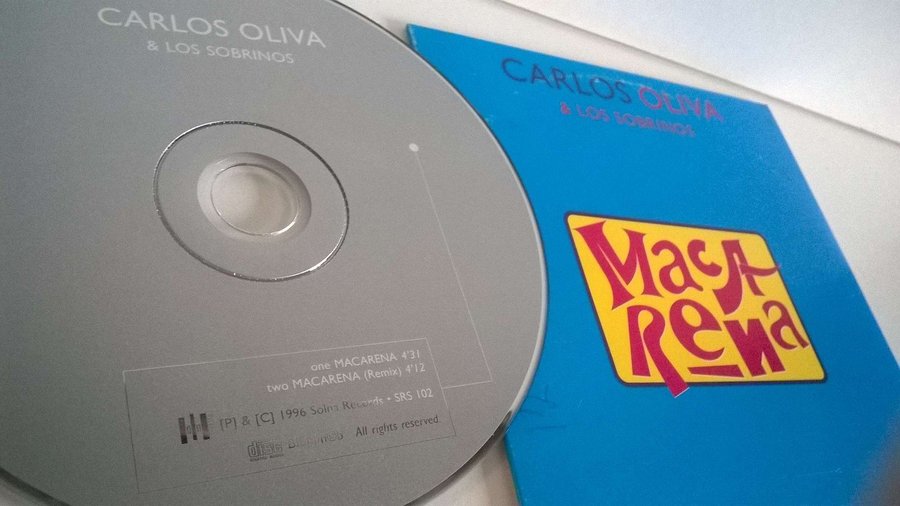 CARLOS OLIVA
& LOS SOBRINOS
one MACARENA 4'31
two MACARENA (Remix) 4'12
[P] & [C] 1996 Records • SRS 102
All rights reserved.
CARLOS OLIVA
& LOS SOBRINOS
MacA
Rena